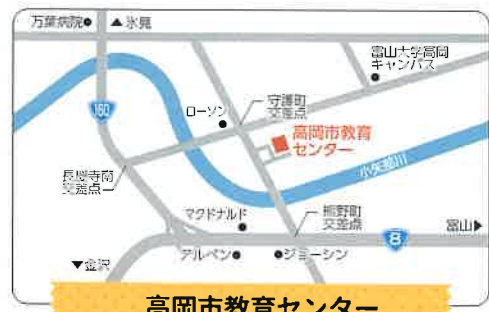 万葉病院
▲氷見
富山大学高岡
キャンパス
160
ローソン
守護町
交差点
高岡市教育
センター
長慶寺南
交差点
小矢部川
マクドナルド
熊野町
交差点
8
富山▶
アルペン
ジョーシン
▼金沢
高岡市教育センター